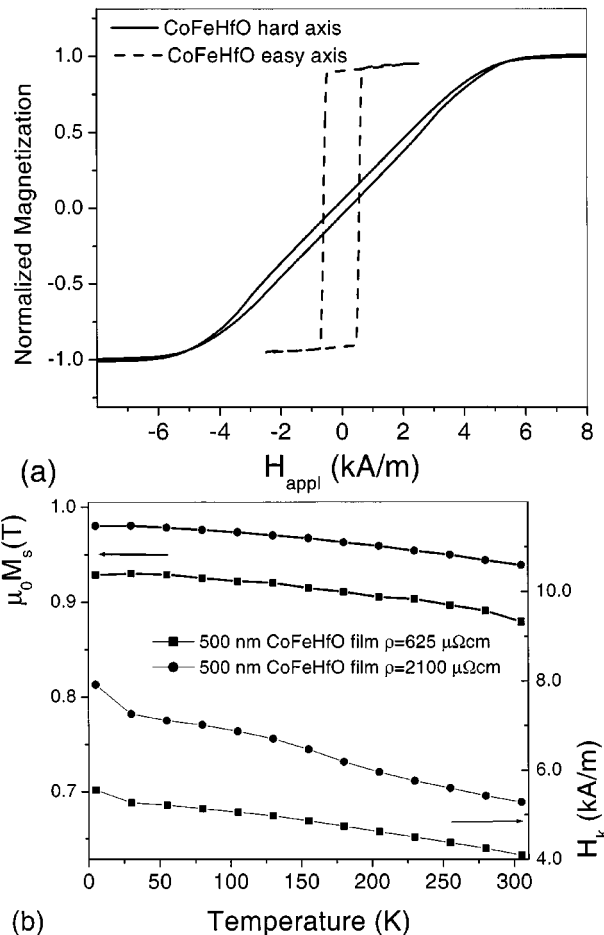 CoFeHfO hard axis
CoFeHfO easy axis
1.0
0.5
0.0
-0.5
-1.0
Normalized Magnetization
-6 -4 -2 0 2 4 6 8
(a) H_appl (kA/m)
1.0
0.9
0.8
0.7
μ₀Mₛ(T)
500 nm CoFeHfO film ρ=625 μΩcm
500 nm CoFeHfO film ρ=2100 μΩcm
10.0
8.0
6.0
4.0
H_k (kA/m)
0 50 100 150 200 250 300
(b) Temperature (K)